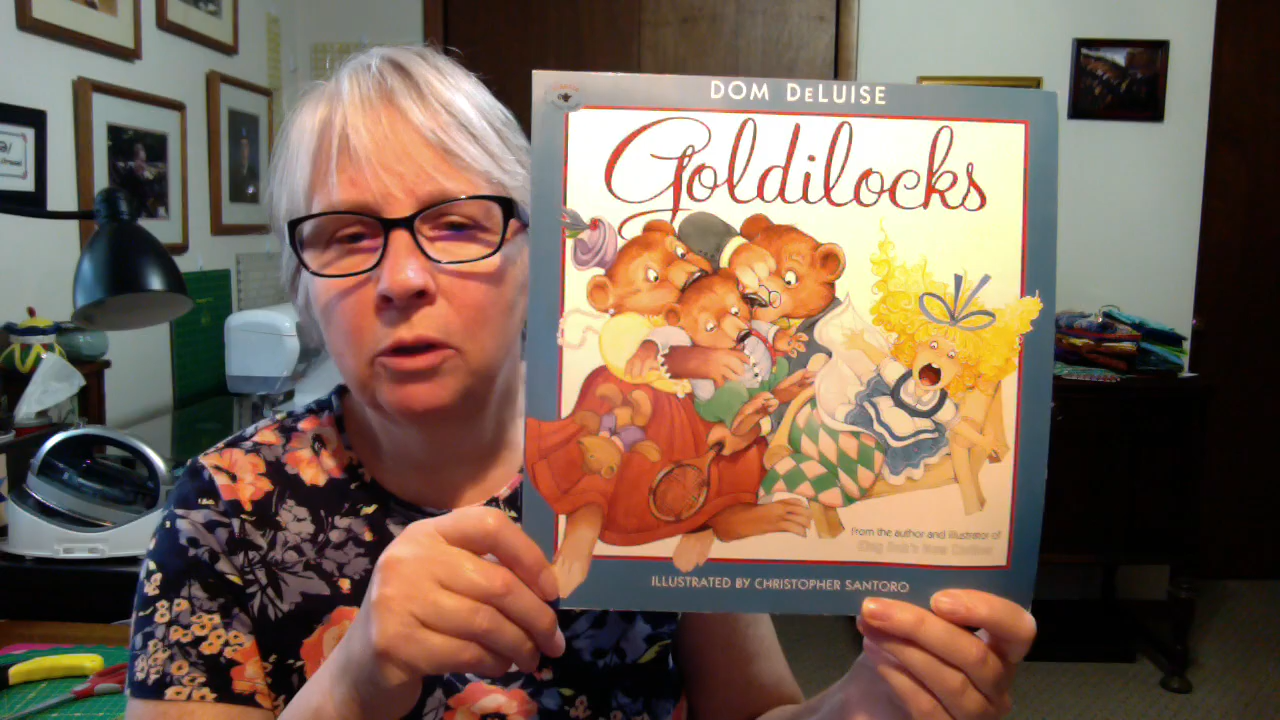 DOM DELUISE
Goldilocks
From the author and illustrator of
ILLUSTRATED BY CHRISTOPHER SANTORO